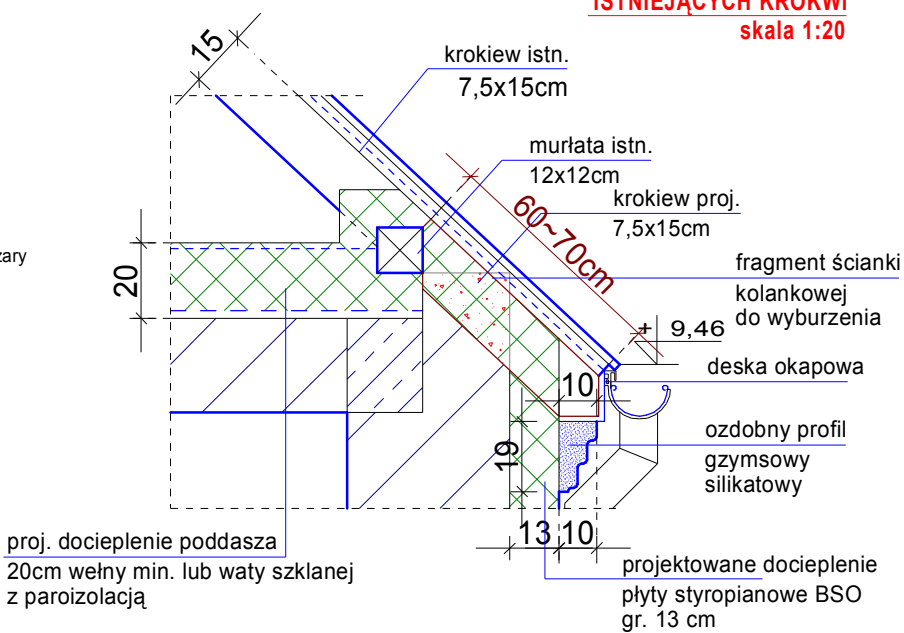 ISTNIEJĄCYCH KROKWI
skala 1:20
15
krokiew istn.
7,5x15cm
murłata istn.
12x12cm
krokiew proj.
7,5x15cm
60~70cm
fragment ścianki
kolankowej
do wyburzenia
20
+ 9,46
deska okapowa
10
ozdobny profil
gzymsowy
silikatowy
19
13
10
proj. docieplenie poddasza
20cm wełny min. lub waty szklanej
z paroizolacją
projektowane docieplenie
płyty styropianowe BSO
gr. 13 cm